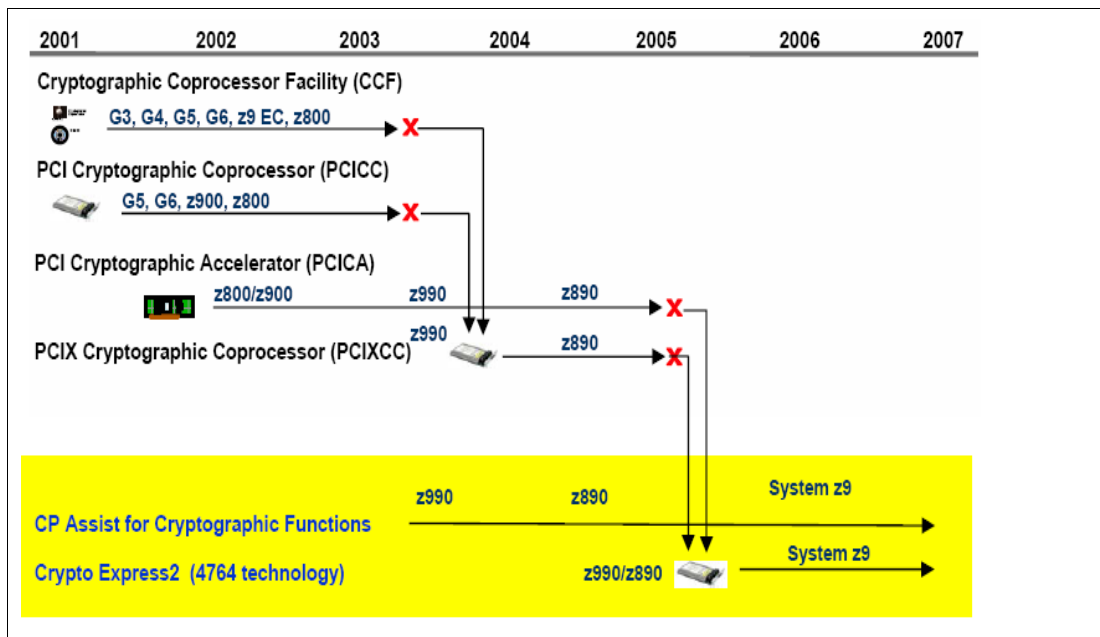 2001 2002 2003 2004 2005 2006 2007
Cryptographic Coprocessor Facility (CCF)
G3, G4, G5, G6, z9 EC, z800
X
PCI Cryptographic Coprocessor (PCICC)
G5, G6, z900, z800
X
PCI Cryptographic Accelerator (PCICA)
z800/z900 z990 z890
X
z990
PCIX Cryptographic Coprocessor (PCIXCC) z890
X
z990 z890 System z9
CP Assist for Cryptographic Functions
System z9
Crypto Express2 (4764 technology) z990/z890